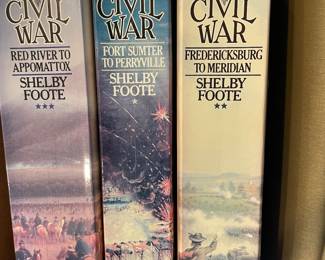 CIVIL
WAR
RED RIVER TO
APPOMATTOX
SHELBY
FOOTE
***
CIVIL
WAR
FORT SUMTER
TO PERRYVILLE
SHELBY
FOOTE
*
CIVIL
WAR
FREDERICKSBURG
TO MERIDIAN
SHELBY
FOOTE
**